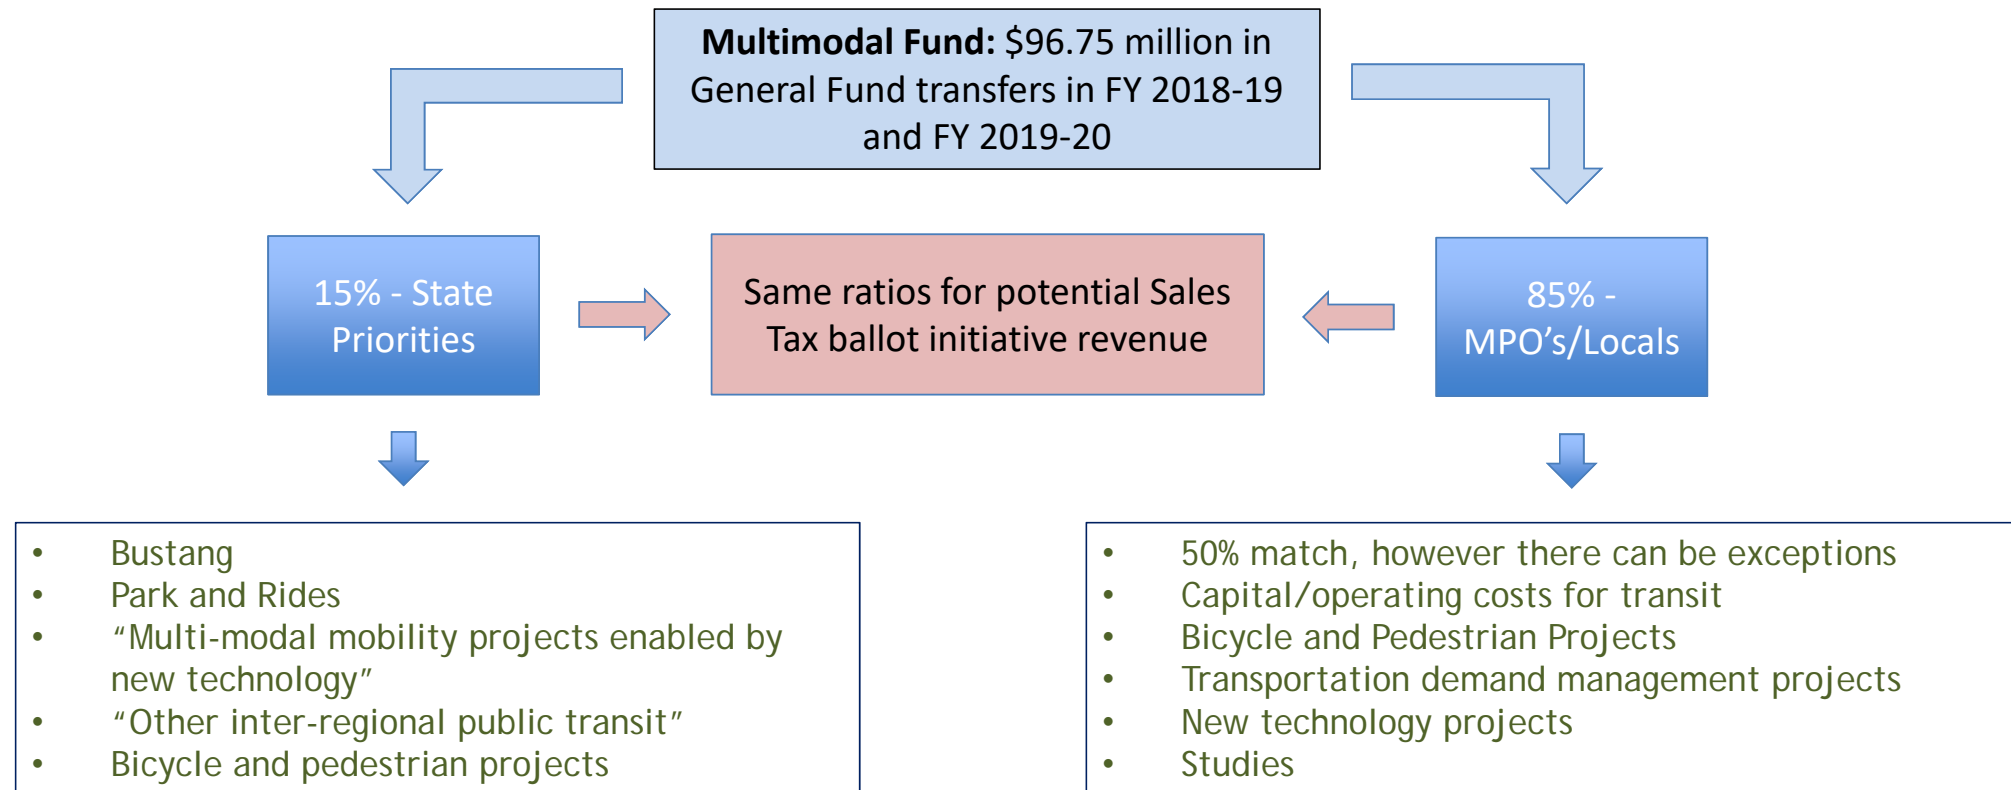 Multimodal Fund: $96.75 million in
General Fund transfers in FY 2018-19
and FY 2019-20
15% - State
Priorities
Same ratios for potential Sales
Tax ballot initiative revenue
85% -
MPO’s/Locals
• Bustang
• Park and Rides
• “Multi-modal mobility projects enabled by
new technology”
• “Other inter-regional public transit”
• Bicycle and pedestrian projects
• 50% match, however there can be exceptions
• Capital/operating costs for transit
• Bicycle and Pedestrian Projects
• Transportation demand management projects
• New technology projects
• Studies